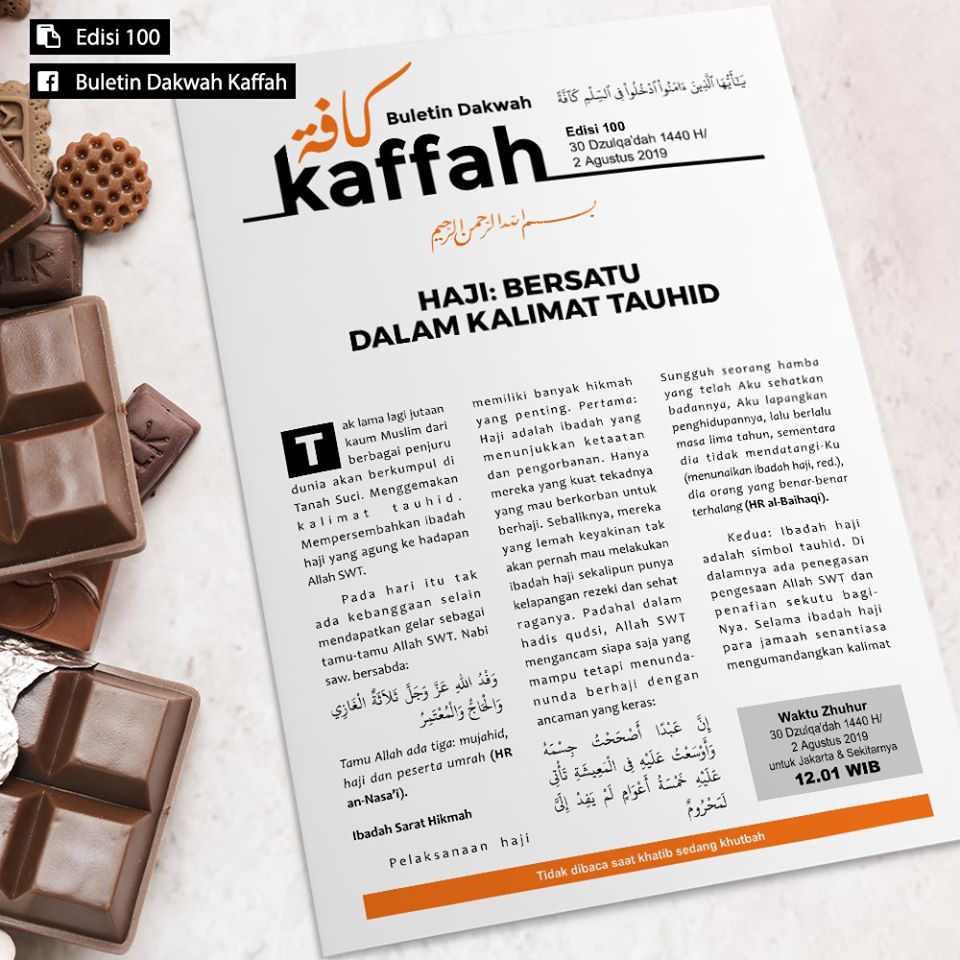 Edisi 100
Buletin Dakwah Kaffah
كافة
Buletin Dakwah
kaffah
يَٰٓأَيُّهَا ٱلَّذِينَ ءَامَنُوا۟ ٱدْخُلُوا۟ فِى ٱلسِّلْمِ كَآفَّةً
Edisi 100
30 Dzulqa'dah 1440 H/
2 Agustus 2019
بسم الله الرحمن الرحيم
HAJI: BERSATU
DALAM KALIMAT TAUHID
Tak lama lagi jutaan
kaum Muslim dari
berbagai penjuru
dunia akan berkumpul di
Tanah Suci. Menggemakan
kalimat tauhid.
Mempersembahkan ibadah
haji yang agung ke hadapan
Allah SWT.
Pada hari itu tak
ada kebanggaan selain
mendapatkan gelar sebagai
tamu-tamu Allah SWT. Nabi
saw. bersabda:
وَفْدُ اللهِ عَزَّ وَجَلَّ ثَلَاثَةٌ الْغَازِي
وَالْحَاجُّ وَالْمُعْتَمِرُ
Tamu Allah ada tiga: mujahid,
haji dan peserta umrah (HR
an-Nasa'i).
Ibadah Sarat Hikmah
Pelaksanaan haji
memiliki banyak hikmah
yang penting. Pertama:
Haji adalah ibadah yang
menunjukkan ketaatan
dan pengorbanan. Hanya
mereka yang kuat tekadnya
yang mau berkorban untuk
berhaji. Sebaliknya, mereka
yang lemah keyakinan tak
akan pernah mau melakukan
ibadah haji sekalipun punya
kelapangan rezeki dan sehat
raganya. Padahal dalam
hadis qudsi, Allah SWT
mengancam siapa saja yang
mampu tetapi menunda-
nunda berhaji dengan
ancaman yang keras:
إِنَّ عَبْدًا أَصْحَحْتُ جِسْمَهُ
وَأَوْسَعْتُ عَلَيْهِ فِى الْمَعِيشَةِ تَأْتِى
عَلَيْهِ خَمْسَةُ أَعْوَامٍ لَمْ يَفِدْ إِلَىَّ
لَمَحْرُومٌ
Sungguh seorang hamba
yang telah Aku sehatkan
badannya, Aku lapangkan
penghidupannya, lalu berlalu
masa lima tahun, sementara
dia tidak mendatangi-Ku
(menunaikan ibadah haji, red.),
dia orang yang benar-benar
terhalang (HR al-Baihaqi).
Kedua: Ibadah haji
adalah simbol tauhid. Di
dalamnya ada penegasan
pengesaan Allah SWT dan
penafian sekutu bagi-
Nya. Selama ibadah haji
para jamaah senantiasa
mengumandangkan kalimat
Waktu Zhuhur
30 Dzulqa'dah 1440 H/
2 Agustus 2019
untuk Jakarta & Sekitarnya
12.01 WIB
Tidak dibaca saat khatib sedang khutbah